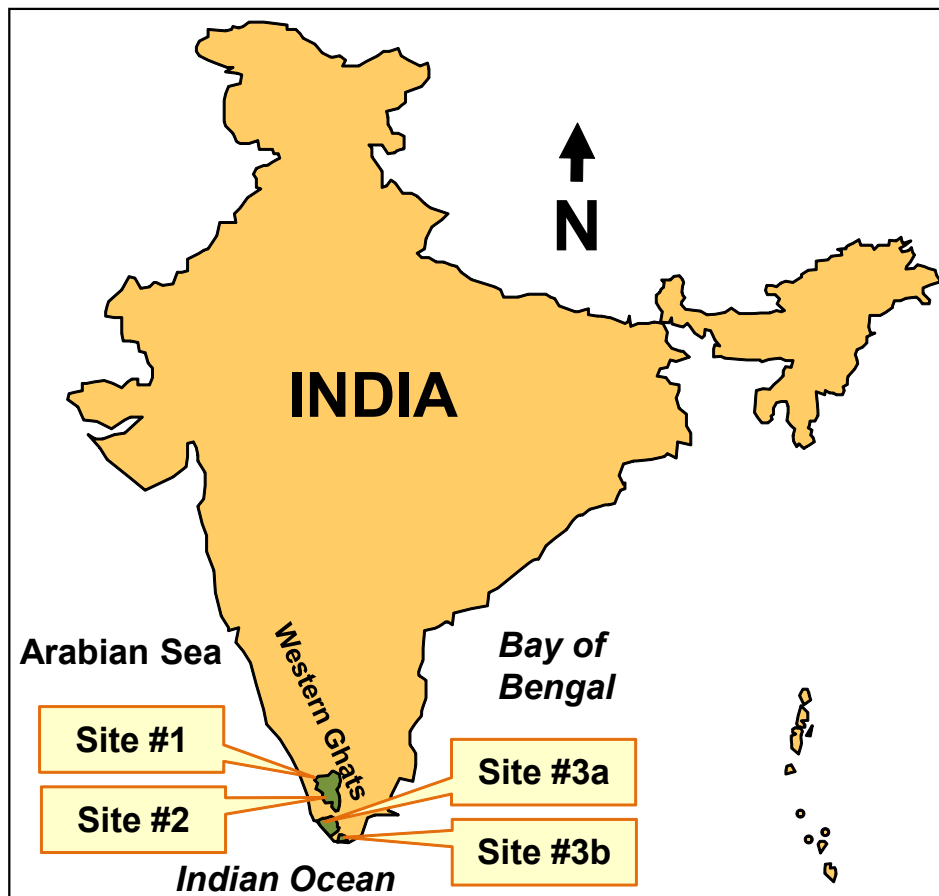 N
INDIA
Arabian Sea
Western Ghats
Bay of
Bengal
Site #1
Site #3a
Site #2
Site #3b
Indian Ocean